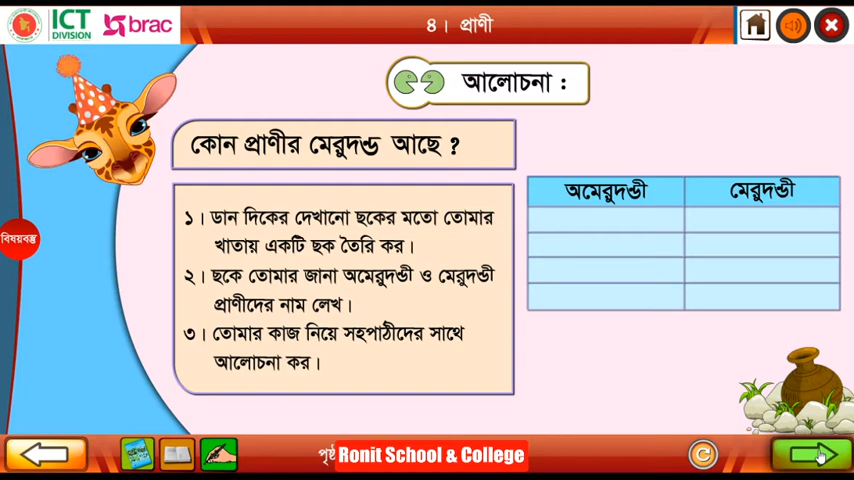 ICT
DIVISION
brac
৪। প্রাণী
আলোচনা :
কোন প্রাণীর মেরুদণ্ড আছে ?
১। ডান দিকের দেখানো ছকের মতো তোমার
খাতায় একটি ছক তৈরি কর।
২। ছকে তোমার জানা অমেরুদণ্ডী ও মেরুদণ্ডী
প্রাণীদের নাম লেখ।
৩। তোমার কাজ নিয়ে সহপাঠীদের সাথে
আলোচনা কর।
অমেরুদণ্ডী মেরুদণ্ডী
বিষয়বস্তু
Ronit School & College